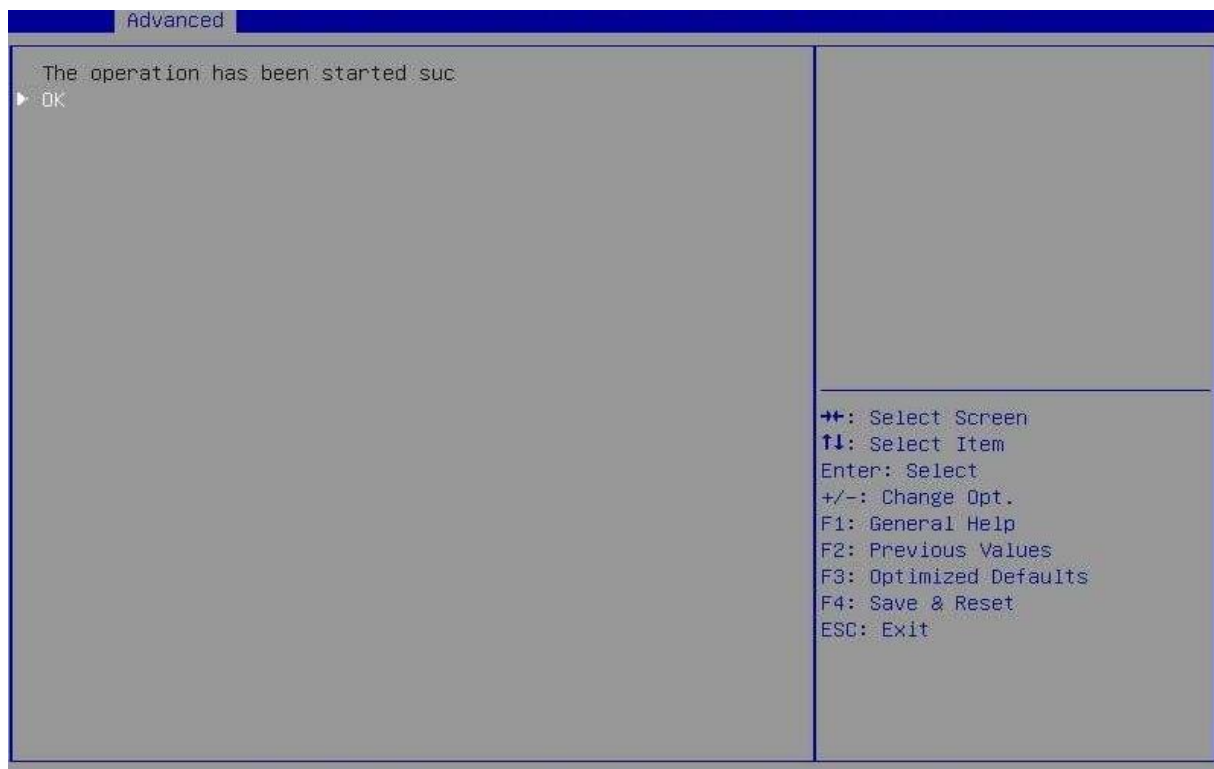 Advanced
The operation has been started suc
▶ OK
→←: Select Screen
↑↓: Select Item
Enter: Select
+/-: Change Opt.
F1: General Help
F2: Previous Values
F3: Optimized Defaults
F4: Save & Reset
ESC: Exit